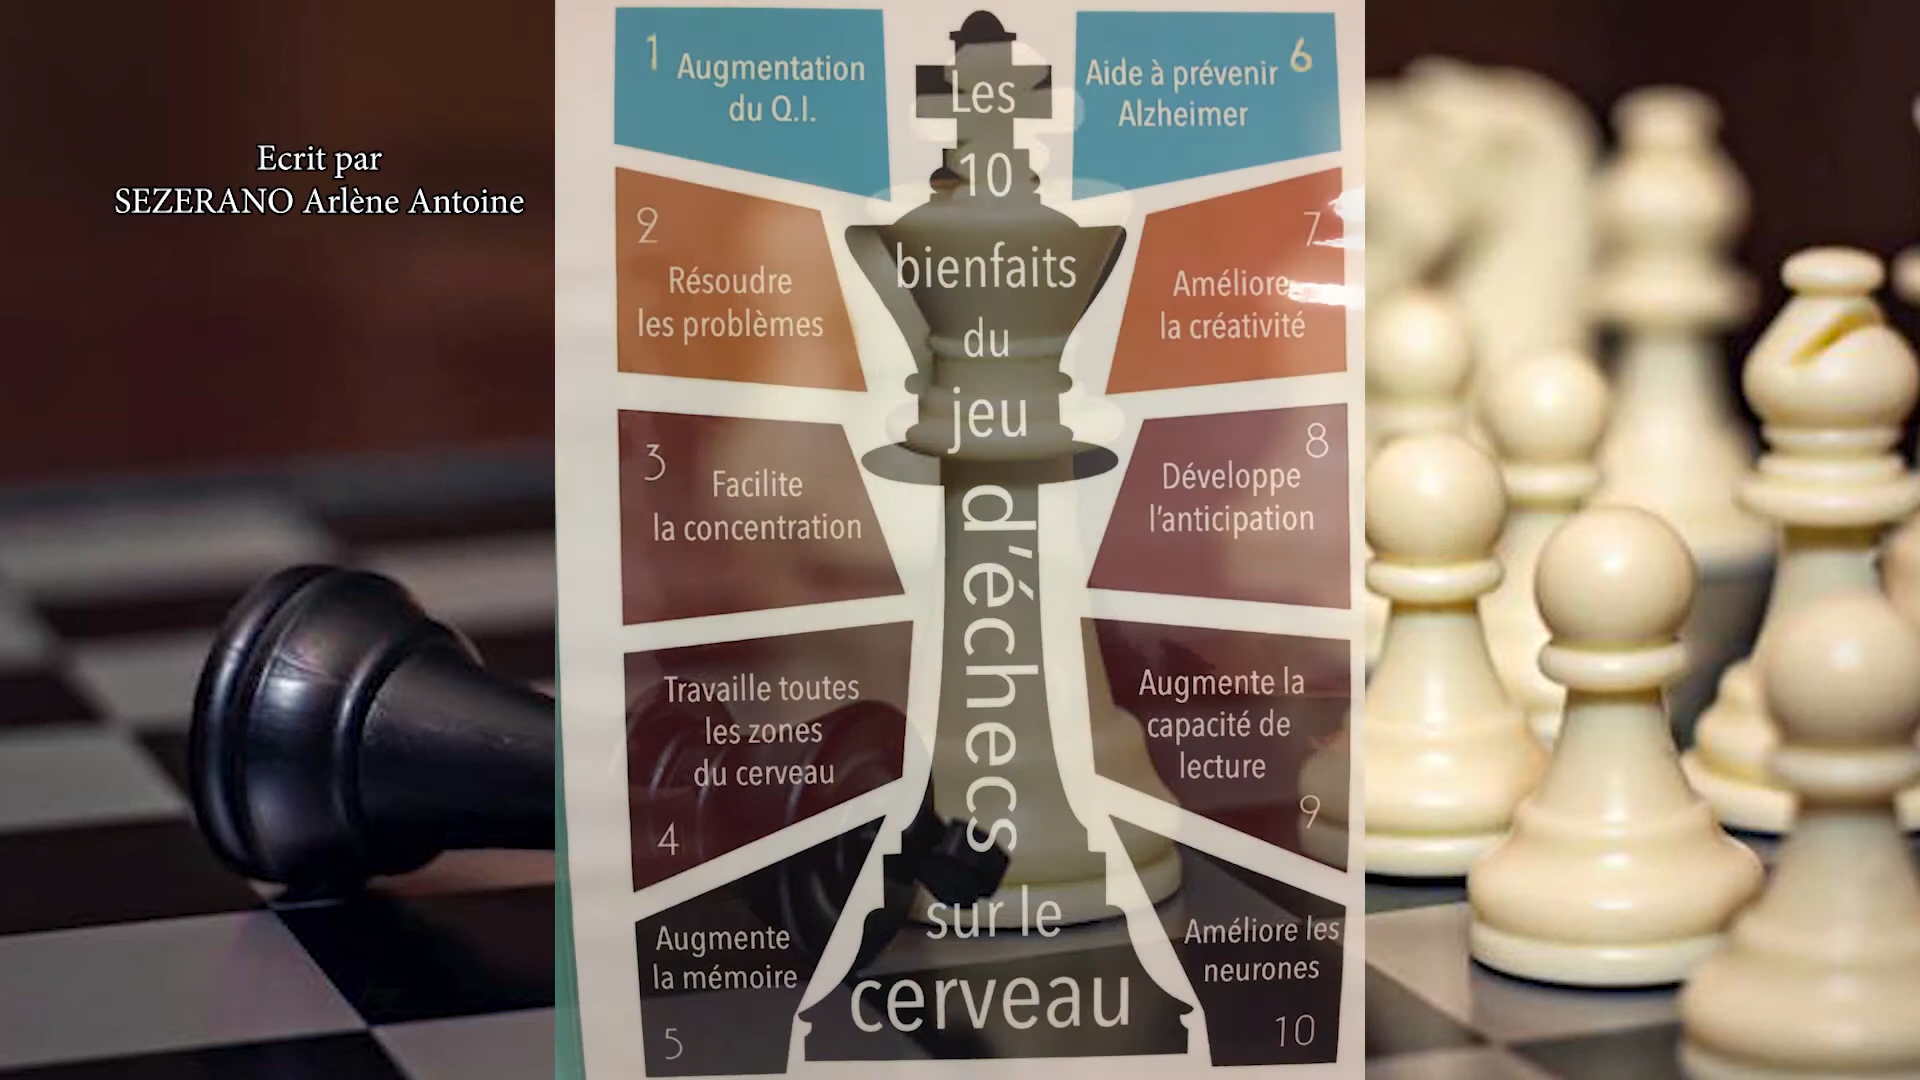 Ecrit par
SEZERANO Arlène Antoine
Les
10
bienfaits
du
jeu
d'échecs
sur le
cerveau
1
Augmentation
du Q.I.
2
Résoudre
les problèmes
3
Facilite
la concentration
Travaille toutes
les zones
du cerveau
4
Augmente
la mémoire
5
Aide à prévenir 6
Alzheimer
7
Améliore
la créativité
8
Développe
l'anticipation
Augmente la
capacité de
lecture
9
Améliore les
neurones
10